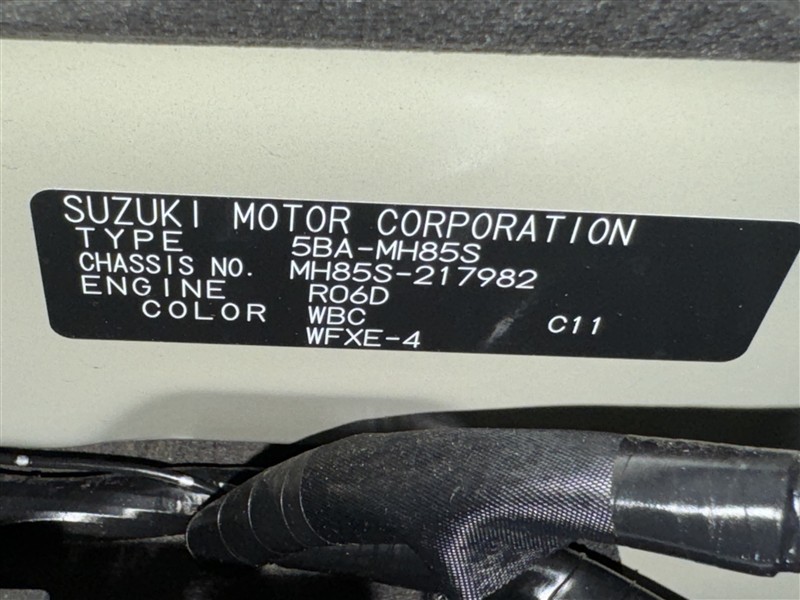 SUZUKI MOTOR CORPORATION
TYPE 5BA-MH85S
CHASSIS NO. MH85S-217982
ENGINE R06D
COLOR WBC C11
WFXE-4